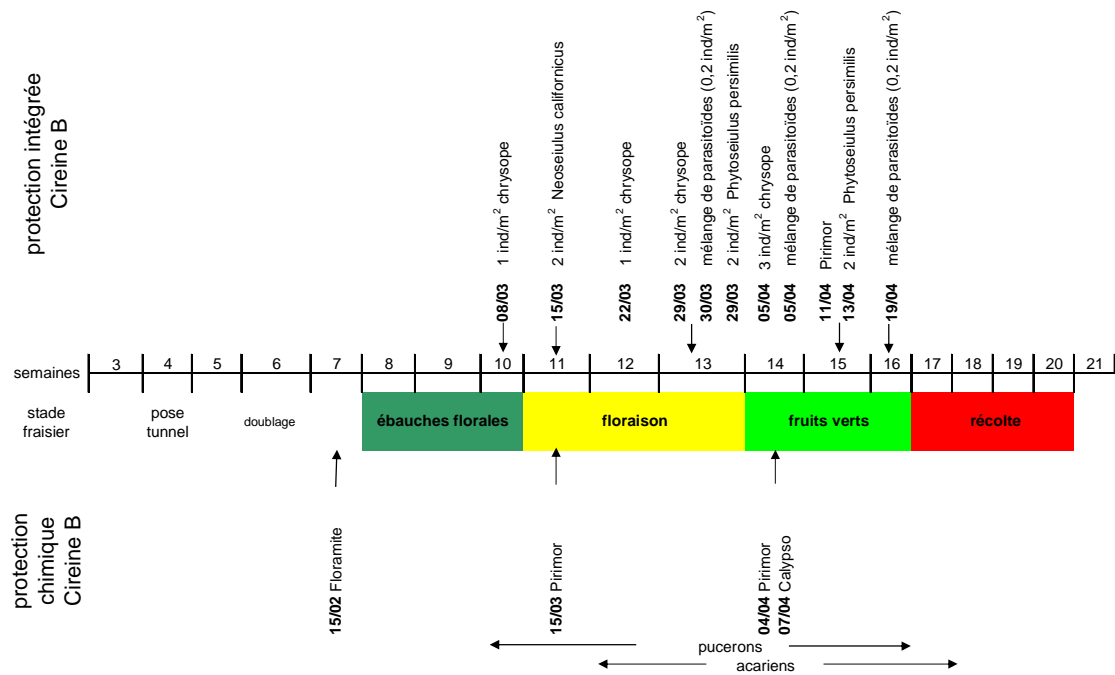 protection intégrée
Cireine B
08/03 1 ind/m² chrysope
15/03 2 ind/m² Neoseiulus californicus
22/03 1 ind/m² chrysope
29/03 2 ind/m² chrysope
30/03 mélange de parasitoïdes (0,2 ind/m²)
29/03 2 ind/m² Phytoseiulus persimilis
05/04 3 ind/m² chrysope
05/04 mélange de parasitoïdes (0,2 ind/m²)
11/04 Pirimor
13/04 2 ind/m² Phytoseiulus persimilis
19/04 mélange de parasitoïdes (0,2 ind/m²)
semaines 3 4 5 6 7 8 9 10 11 12 13 14 15 16 17 18 19 20 21
stade
fraisier
pose
tunnel
doublage
ébauches florales
floraison
fruits verts
récolte
protection
chimique
Cireine B
15/02 Floramite
15/03 Pirimor
04/04 Pirimor
07/04 Calypso
pucerons
acariens